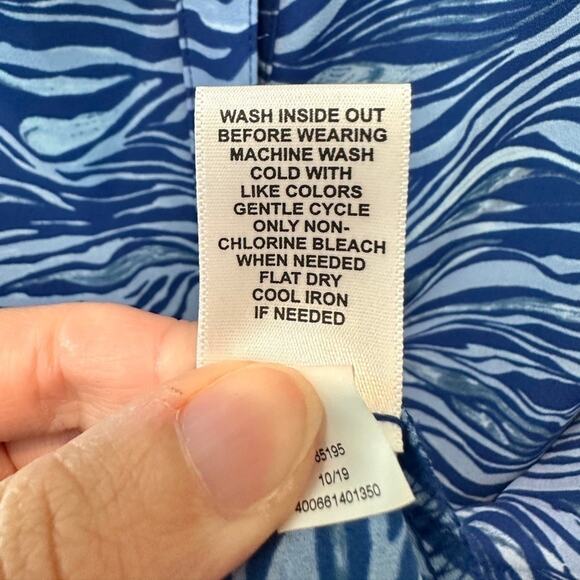 WASH INSIDE OUT
BEFORE WEARING
MACHINE WASH
COLD WITH
LIKE COLORS
GENTLE CYCLE
ONLY NON-
CHLORINE BLEACH
WHEN NEEDED
FLAT DRY
COOL IRON
IF NEEDED
10/19
400661401350